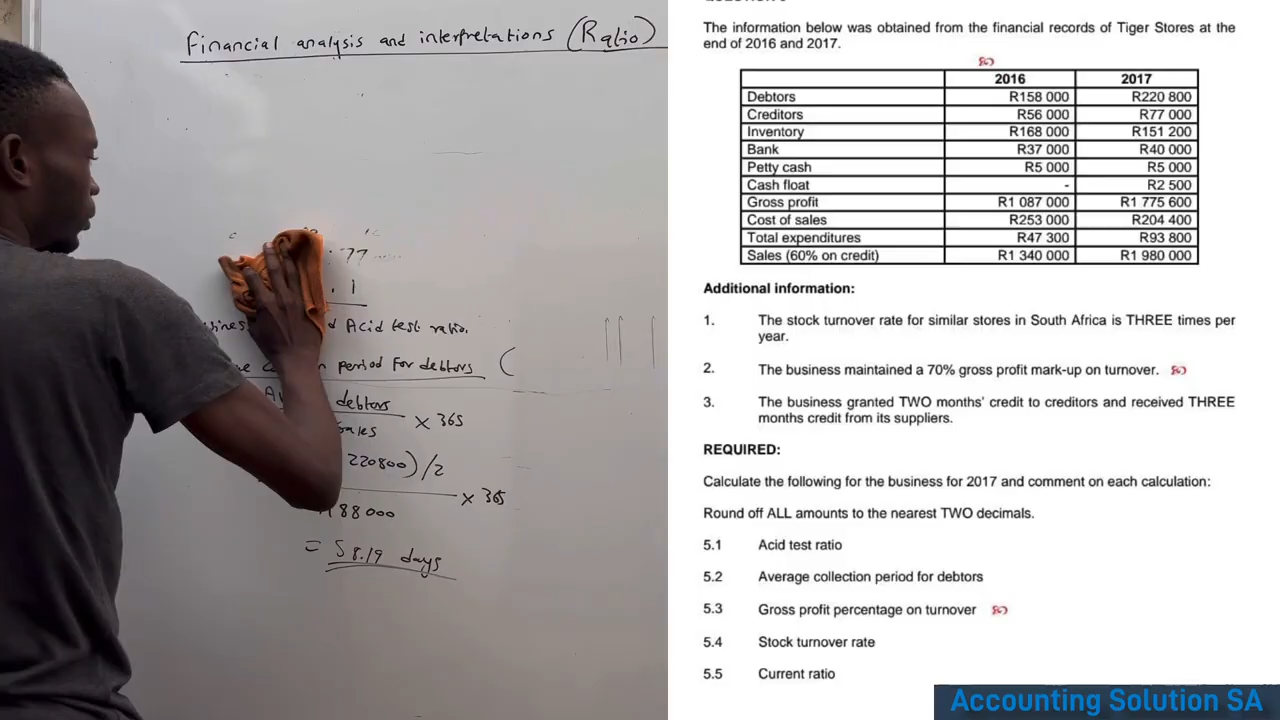 Financial analysis and interpretations (Ratio)
: 77
. 1
d Acid test ratio.
period for debtors (
debtors
sales × 365
220800) / 2
188000 × 365
= 58.19 days
The information below was obtained from the financial records of Tiger Stores at the
end of 2016 and 2017.
2016 2017
Debtors R158 000 R220 800
Creditors R56 000 R77 000
Inventory R168 000 R151 200
Bank R37 000 R40 000
Petty cash R5 000 R5 000
Cash float - R2 500
Gross profit R1 087 000 R1 775 600
Cost of sales R253 000 R204 400
Total expenditures R47 300 R93 800
Sales (60% on credit) R1 340 000 R1 980 000
Additional information:
1. The stock turnover rate for similar stores in South Africa is THREE times per
year.
2. The business maintained a 70% gross profit mark-up on turnover.
3. The business granted TWO months' credit to creditors and received THREE
months credit from its suppliers.
REQUIRED:
Calculate the following for the business for 2017 and comment on each calculation:
Round off ALL amounts to the nearest TWO decimals.
5.1 Acid test ratio
5.2 Average collection period for debtors
5.3 Gross profit percentage on turnover
5.4 Stock turnover rate
5.5 Current ratio
Accounting Solution SA